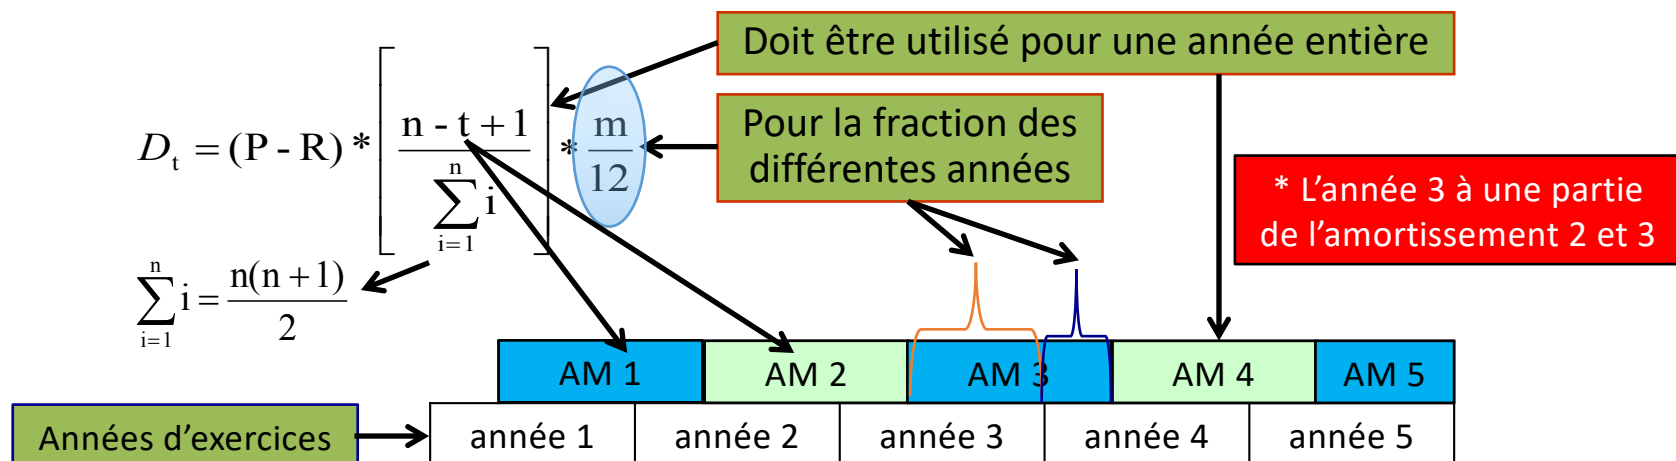 Doit être utilisé pour une année entière
D_t = (P - R) * [ (n - t + 1) / (∑_{i=1}^{n} i) ] * m/12
Pour la fraction des
différentes années
* L’année 3 à une partie
de l’amortissement 2 et 3
∑_{i=1}^{n} i = n(n + 1) / 2
AM 1 AM 2 AM 3 AM 4 AM 5
Années d’exercices année 1 année 2 année 3 année 4 année 5